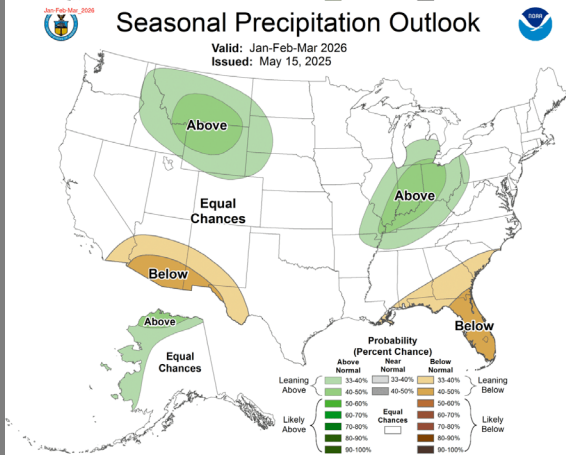 Jan-Feb-Mar 2026
Seasonal Precipitation Outlook
NOAA
Valid: Jan-Feb-Mar 2026
Issued: May 15, 2025
Above
Above
Equal
Chances
Below
Above
Equal
Chances
Below
Probability
(Percent Chance)
Above
Normal
Near
Normal
Below
Normal
Leaning
Above
33-40%
33-40%
33-40%
Leaning
Below
40-50%
40-50%
40-50%
Likely
Above
50-60%
60-70%
70-80%
80-90%
90-100%
Equal
Chances
50-60%
60-70%
70-80%
80-90%
90-100%
Likely
Below